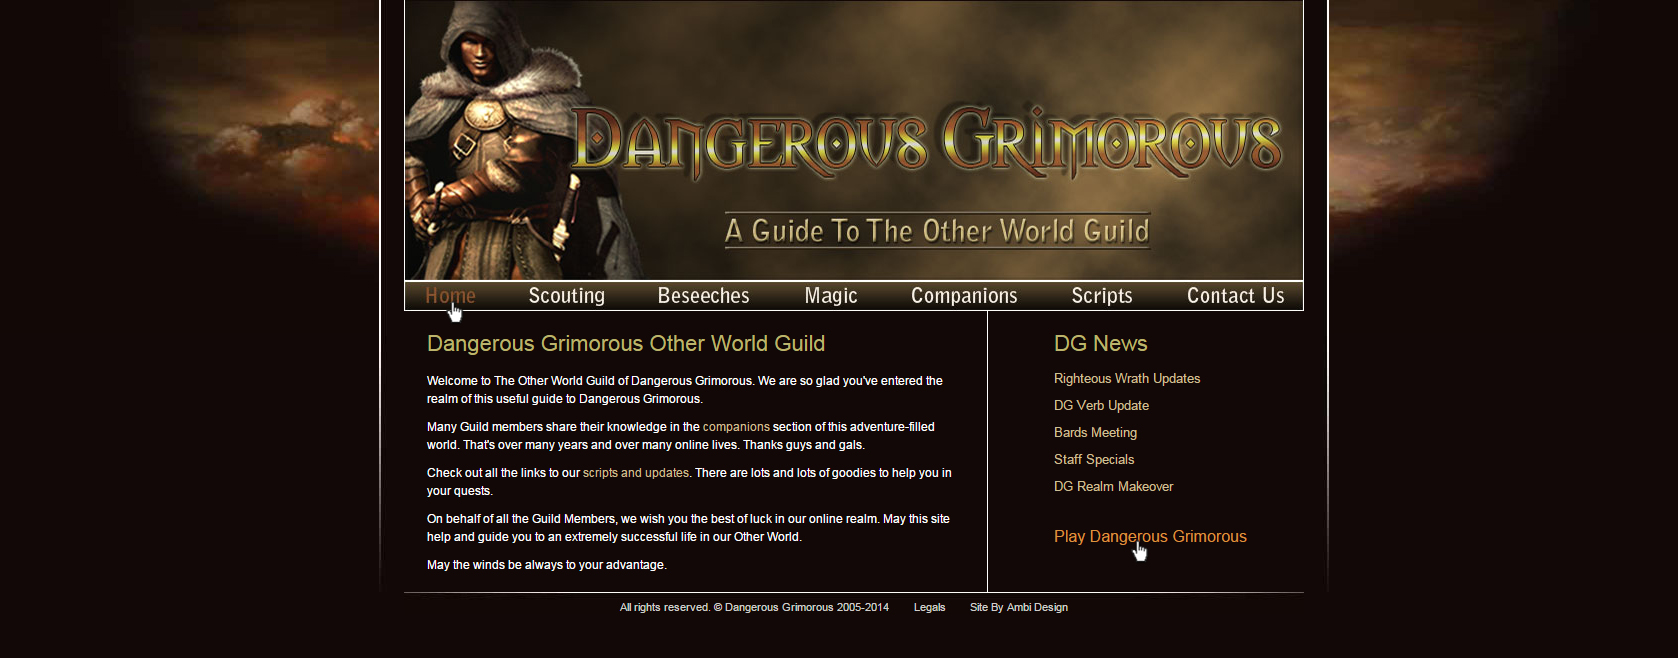 Dangerous Grimorous
A Guide To The Other World Guild
Home Scouting Beseeches Magic Companions Scripts Contact Us
Dangerous Grimorous Other World Guild
Welcome to The Other World Guild of Dangerous Grimorous. We are so glad you've entered the
realm of this useful guide to Dangerous Grimorous.
Many Guild members share their knowledge in the companions section of this adventure-filled
world. That's over many years and over many online lives. Thanks guys and gals.
Check out all the links to our scripts and updates. There are lots and lots of goodies to help you in
your quests.
On behalf of all the Guild Members, we wish you the best of luck in our online realm. May this site
help and guide you to an extremely successful life in our Other World.
May the winds be always to your advantage.
DG News
Righteous Wrath Updates
DG Verb Update
Bards Meeting
Staff Specials
DG Realm Makeover
Play Dangerous Grimorous
All rights reserved. © Dangerous Grimorous 2005-2014 Legals Site By Ambi Design